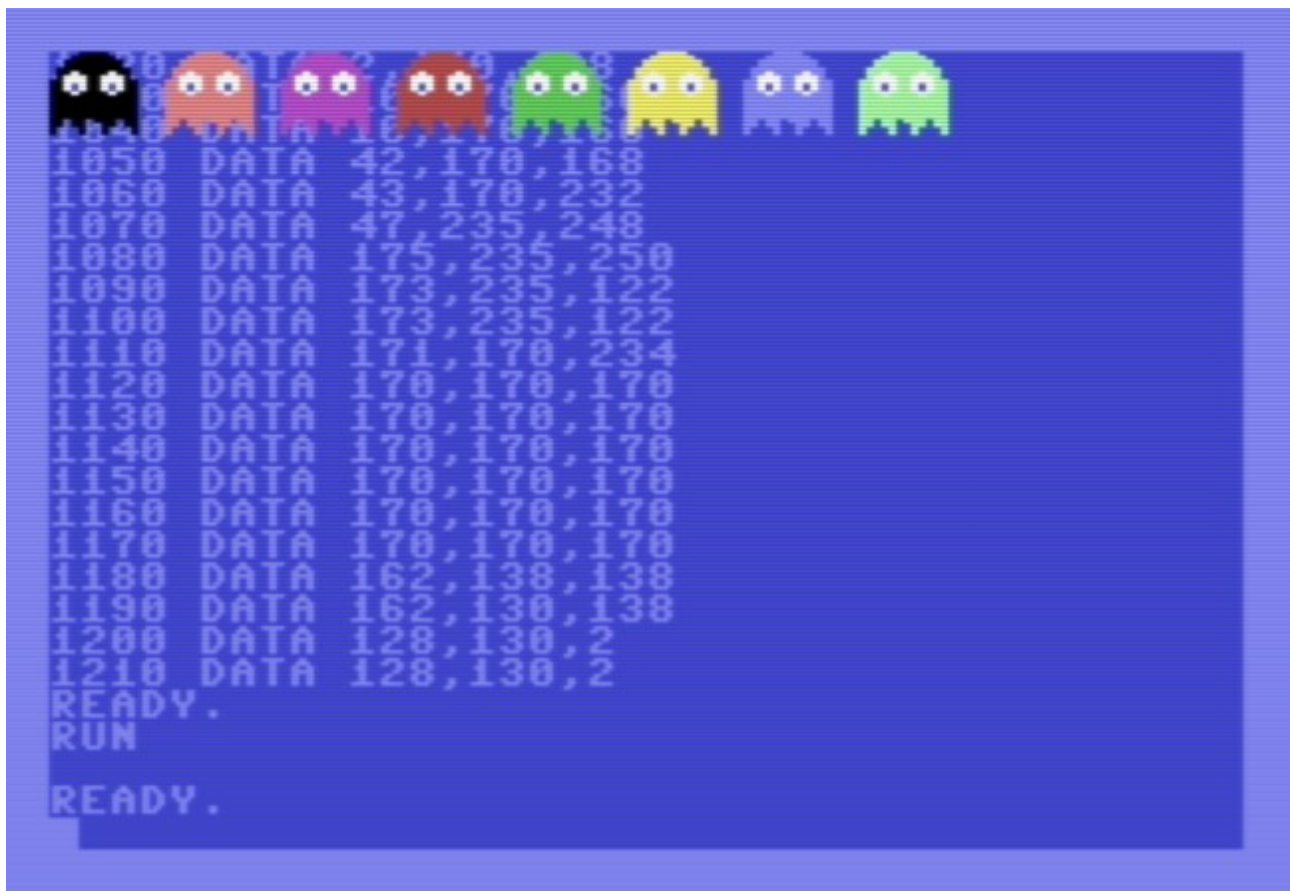 1050 DATA 42,170,168
1060 DATA 43,170,232
1070 DATA 47,235,248
1080 DATA 175,235,250
1090 DATA 173,235,122
1100 DATA 173,235,122
1110 DATA 171,170,234
1120 DATA 170,170,170
1130 DATA 170,170,170
1140 DATA 170,170,170
1150 DATA 170,170,170
1160 DATA 170,170,170
1170 DATA 170,170,170
1180 DATA 162,138,138
1190 DATA 162,130,138
1200 DATA 128,130,2
1210 DATA 128,130,2
READY.
RUN
READY.